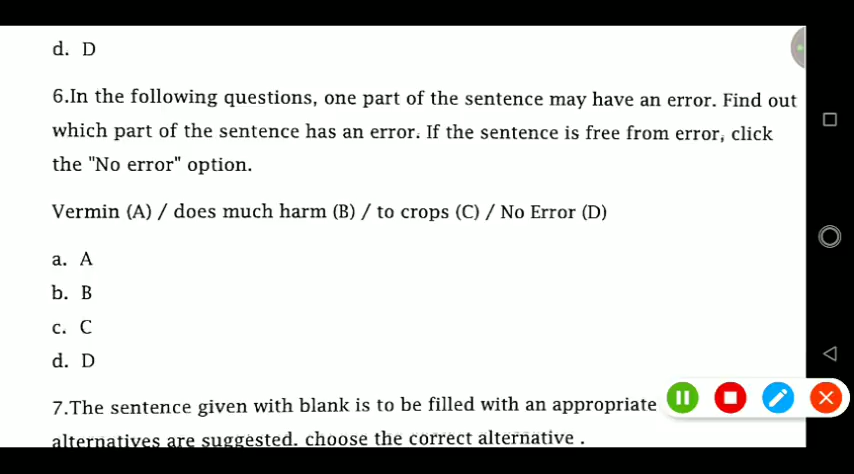 d. D
6.In the following questions, one part of the sentence may have an error. Find out
which part of the sentence has an error. If the sentence is free from error, click
the "No error" option.
Vermin (A) / does much harm (B) / to crops (C) / No Error (D)
a. A
b. B
c. C
d. D
7.The sentence given with blank is to be filled with an appropriate
alternatives are suggested. choose the correct alternative .